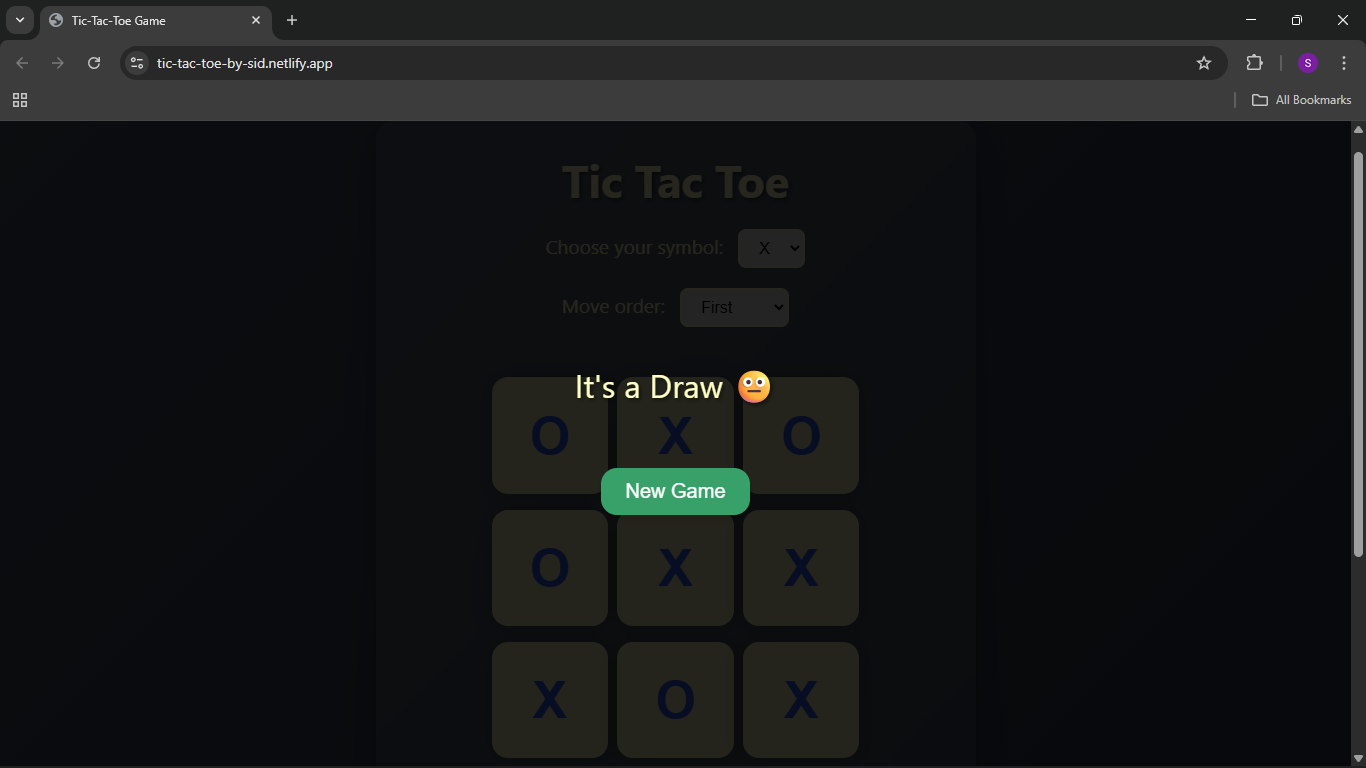 Tic-Tac-Toe Game
tic-tac-toe-by-sid.netlify.app
S
All Bookmarks
Tic Tac Toe
Choose your symbol: X
Move order: First
It's a Draw 😐
O X O
New Game
O X X
X O X